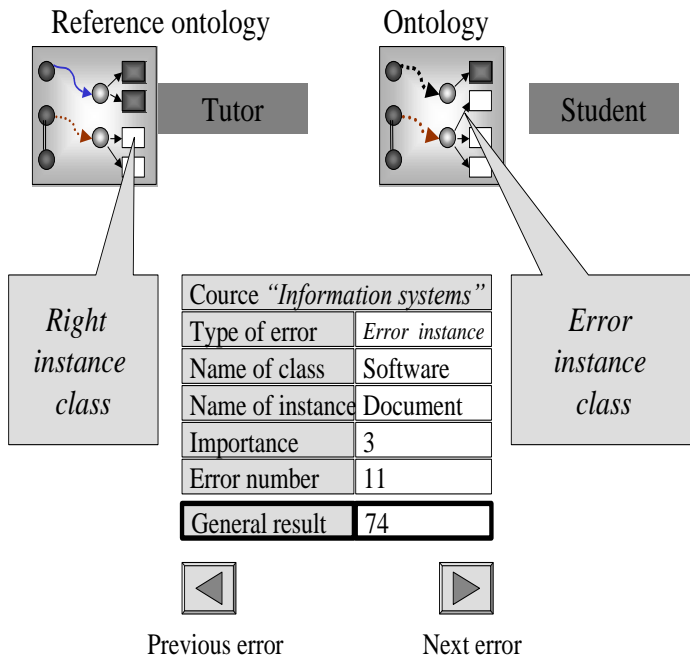 Reference ontology
Ontology
Tutor
Student
Right
instance
class
Cource “Information systems”
Type of error
Error instance
Name of class
Software
Name of instance
Document
Importance
3
Error number
11
General result
74
Error
instance
class
Previous error
Next error